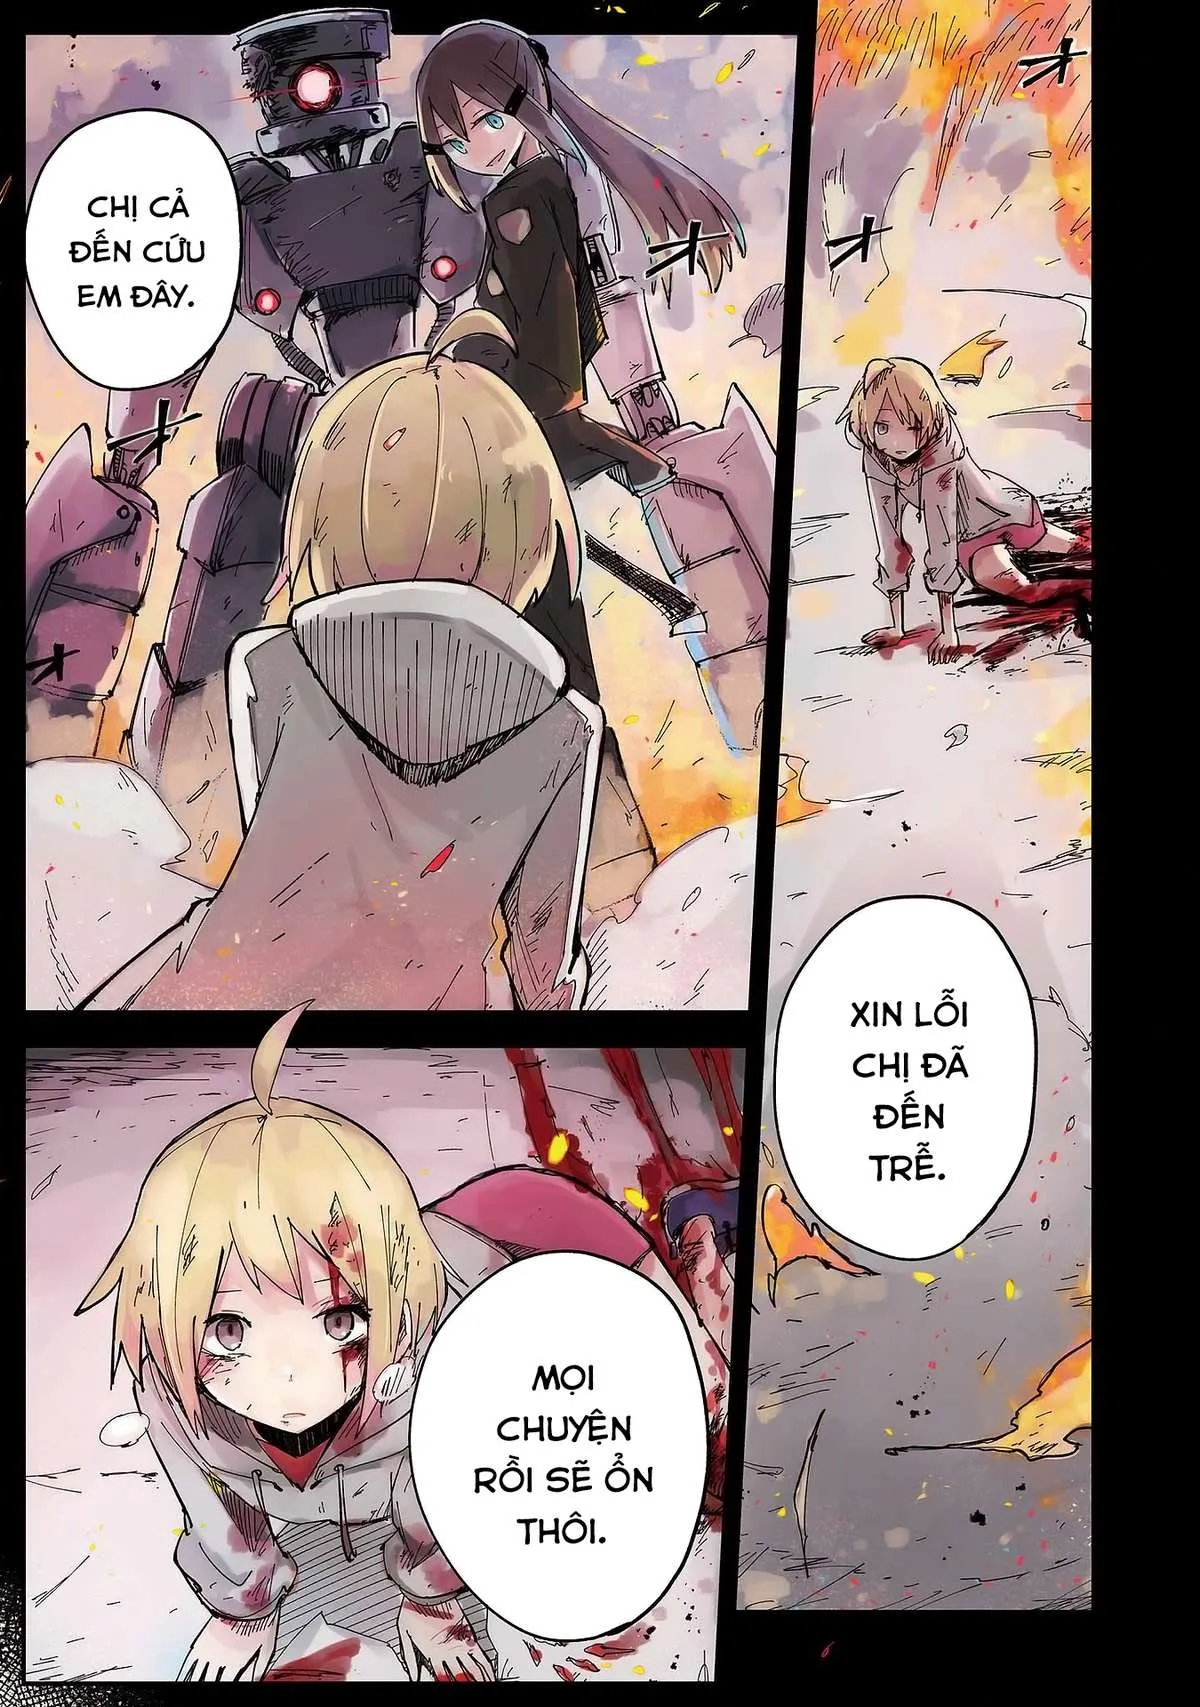 XIN LỖI
CHỊ ĐÃ
ĐẾN
TRỄ.
CHỊ CẢ
ĐẾN CỨU
EM ĐÂY.
MỌI
CHUYỆN
RỒI SẼ ỔN
THÔI.